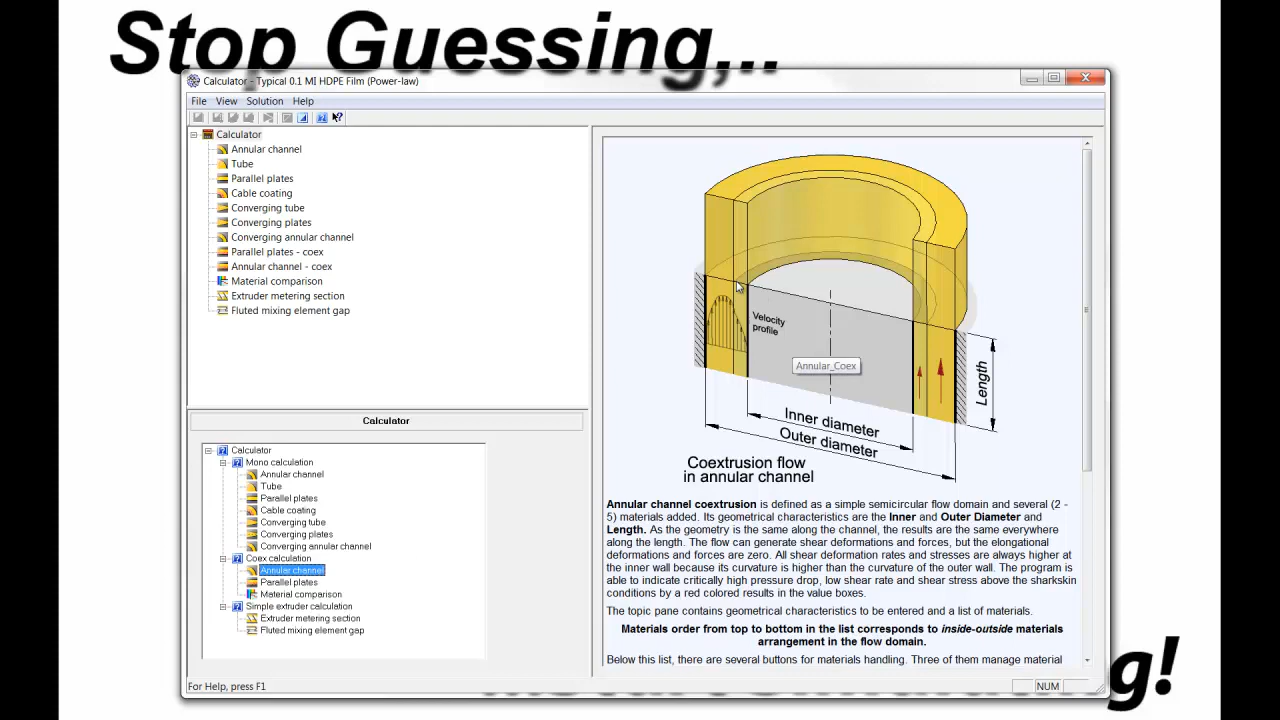 Stop Guessing,..
Calculator - Typical 0.1 MI HDPE Film (Power-law)
File View Solution Help
Calculator
Annular channel
Tube
Parallel plates
Cable coating
Converging tube
Converging plates
Converging annular channel
Parallel plates - coex
Annular channel - coex
Material comparison
Extruder metering section
Fluted mixing element gap
Calculator
Calculator
Mono calculation
Annular channel
Tube
Parallel plates
Cable coating
Converging tube
Converging plates
Converging annular channel
Coex calculation
Annular channel
Parallel plates
Material comparison
Simple extruder calculation
Extruder metering section
Fluted mixing element gap
Velocity
profile
Annular_Coex
Length
Inner diameter
Outer diameter
Coextrusion flow
in annular channel
Annular channel coextrusion is defined as a simple semicircular flow domain and several (2 -
5) materials added. Its geometrical characteristics are the Inner and Outer Diameter and
Length. As the geometry is the same along the channel, the results are the same everywhere
along the length. The flow can generate shear deformations and forces, but the elongational
deformations and forces are zero. All shear deformation rates and stresses are always higher at
the inner wall because its curvature is higher than the curvature of the outer wall. The program is
able to indicate critically high pressure drop, low shear rate and shear stress above the sharkskin
conditions by a red colored results in the value boxes.
The topic pane contains geometrical characteristics to be entered and a list of materials.
Materials order from top to bottom in the list corresponds to inside-outside materials
arrangement in the flow domain.
Below this list, there are several buttons for materials handling. Three of them manage material
For Help, press F1
NUM
g!